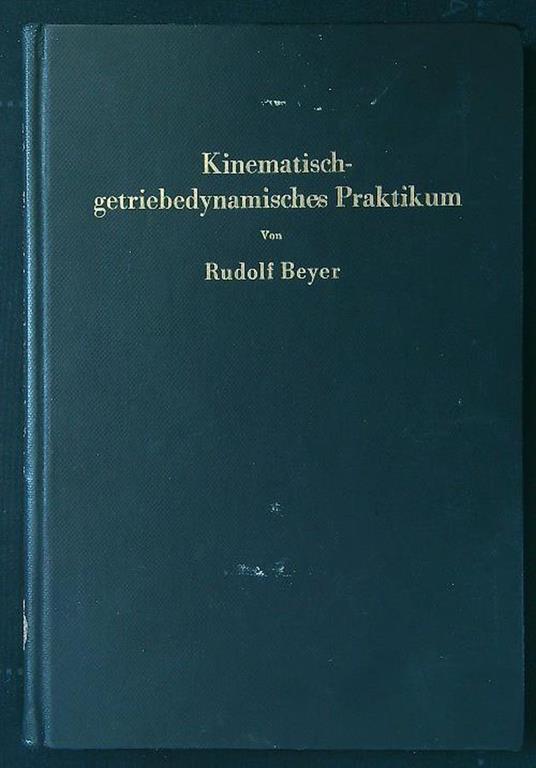 Kinematisch-
getriebedynamisches Praktikum
Von
Rudolf Beyer